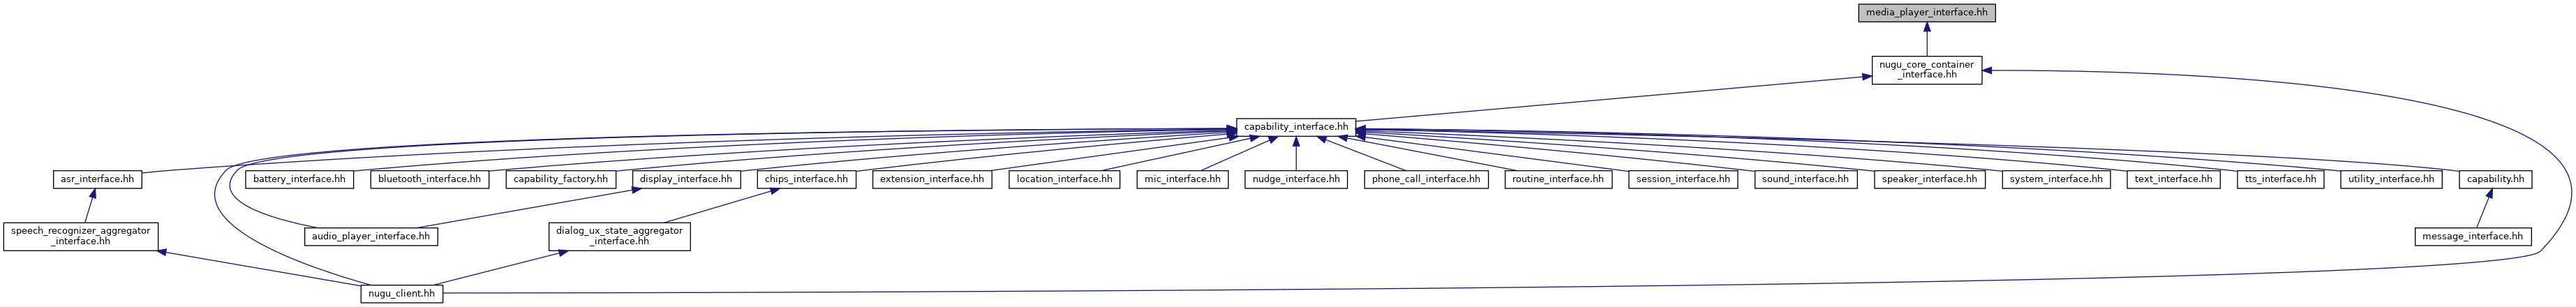 media_player_interface.hh
nugu_core_container
_interface.hh
capability_interface.hh
asr_interface.hh
battery_interface.hh
bluetooth_interface.hh
capability_factory.hh
display_interface.hh
chips_interface.hh
extension_interface.hh
location_interface.hh
mic_interface.hh
nudge_interface.hh
phone_call_interface.hh
routine_interface.hh
session_interface.hh
sound_interface.hh
speaker_interface.hh
system_interface.hh
text_interface.hh
tts_interface.hh
utility_interface.hh
capability.hh
speech_recognizer_aggregator
_interface.hh
audio_player_interface.hh
dialog_ux_state_aggregator
_interface.hh
message_interface.hh
nugu_client.hh